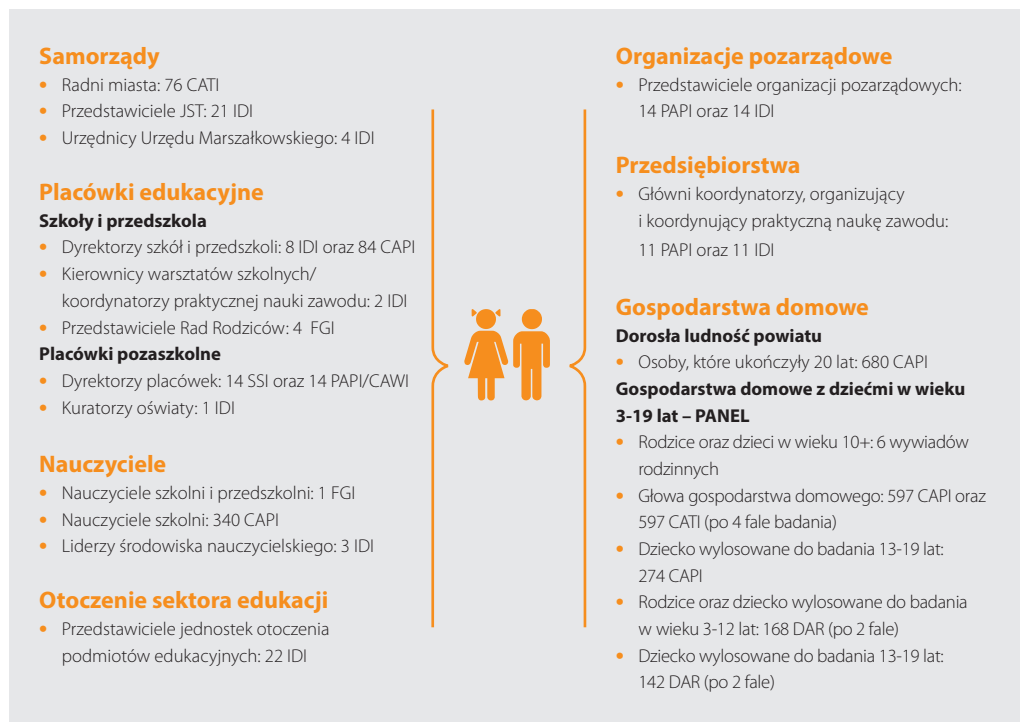 Samorządy
• Radni miasta: 76 CATI
• Przedstawiciele JST: 21 IDI
• Urzędnicy Urzędu Marszałkowskiego: 4 IDI
Placówki edukacyjne
Szkoły i przedszkola
• Dyrektorzy szkół i przedszkoli: 8 IDI oraz 84 CAPI
• Kierownicy warsztatów szkolnych/
koordynatorzy praktycznej nauki zawodu: 2 IDI
• Przedstawiciele Rad Rodziców: 4 FGI
Placówki pozaszkolne
• Dyrektorzy placówek: 14 SSI oraz 14 PAPI/CAWI
• Kuratorzy oświaty: 1 IDI
Nauczyciele
• Nauczyciele szkolni i przedszkolni: 1 FGI
• Nauczyciele szkolni: 340 CAPI
• Liderzy środowiska nauczycielskiego: 3 IDI
Otoczenie sektora edukacji
• Przedstawiciele jednostek otoczenia
podmiotów edukacyjnych: 22 IDI
Organizacje pozarządowe
• Przedstawiciele organizacji pozarządowych:
14 PAPI oraz 14 IDI
Przedsiębiorstwa
• Główni koordynatorzy, organizujący
i koordynujący praktyczną naukę zawodu:
11 PAPI oraz 11 IDI
Gospodarstwa domowe
Dorosła ludność powiatu
• Osoby, które ukończyły 20 lat: 680 CAPI
Gospodarstwa domowe z dziećmi w wieku
3-19 lat – PANEL
• Rodzice oraz dzieci w wieku 10+: 6 wywiadów
rodzinnych
• Głowa gospodarstwa domowego: 597 CAPI oraz
597 CATI (po 4 fale badania)
• Dziecko wylosowane do badania 13-19 lat:
274 CAPI
• Rodzice oraz dziecko wylosowane do badania
w wieku 3-12 lat: 168 DAR (po 2 fale)
• Dziecko wylosowane do badania 13-19 lat:
142 DAR (po 2 fale)